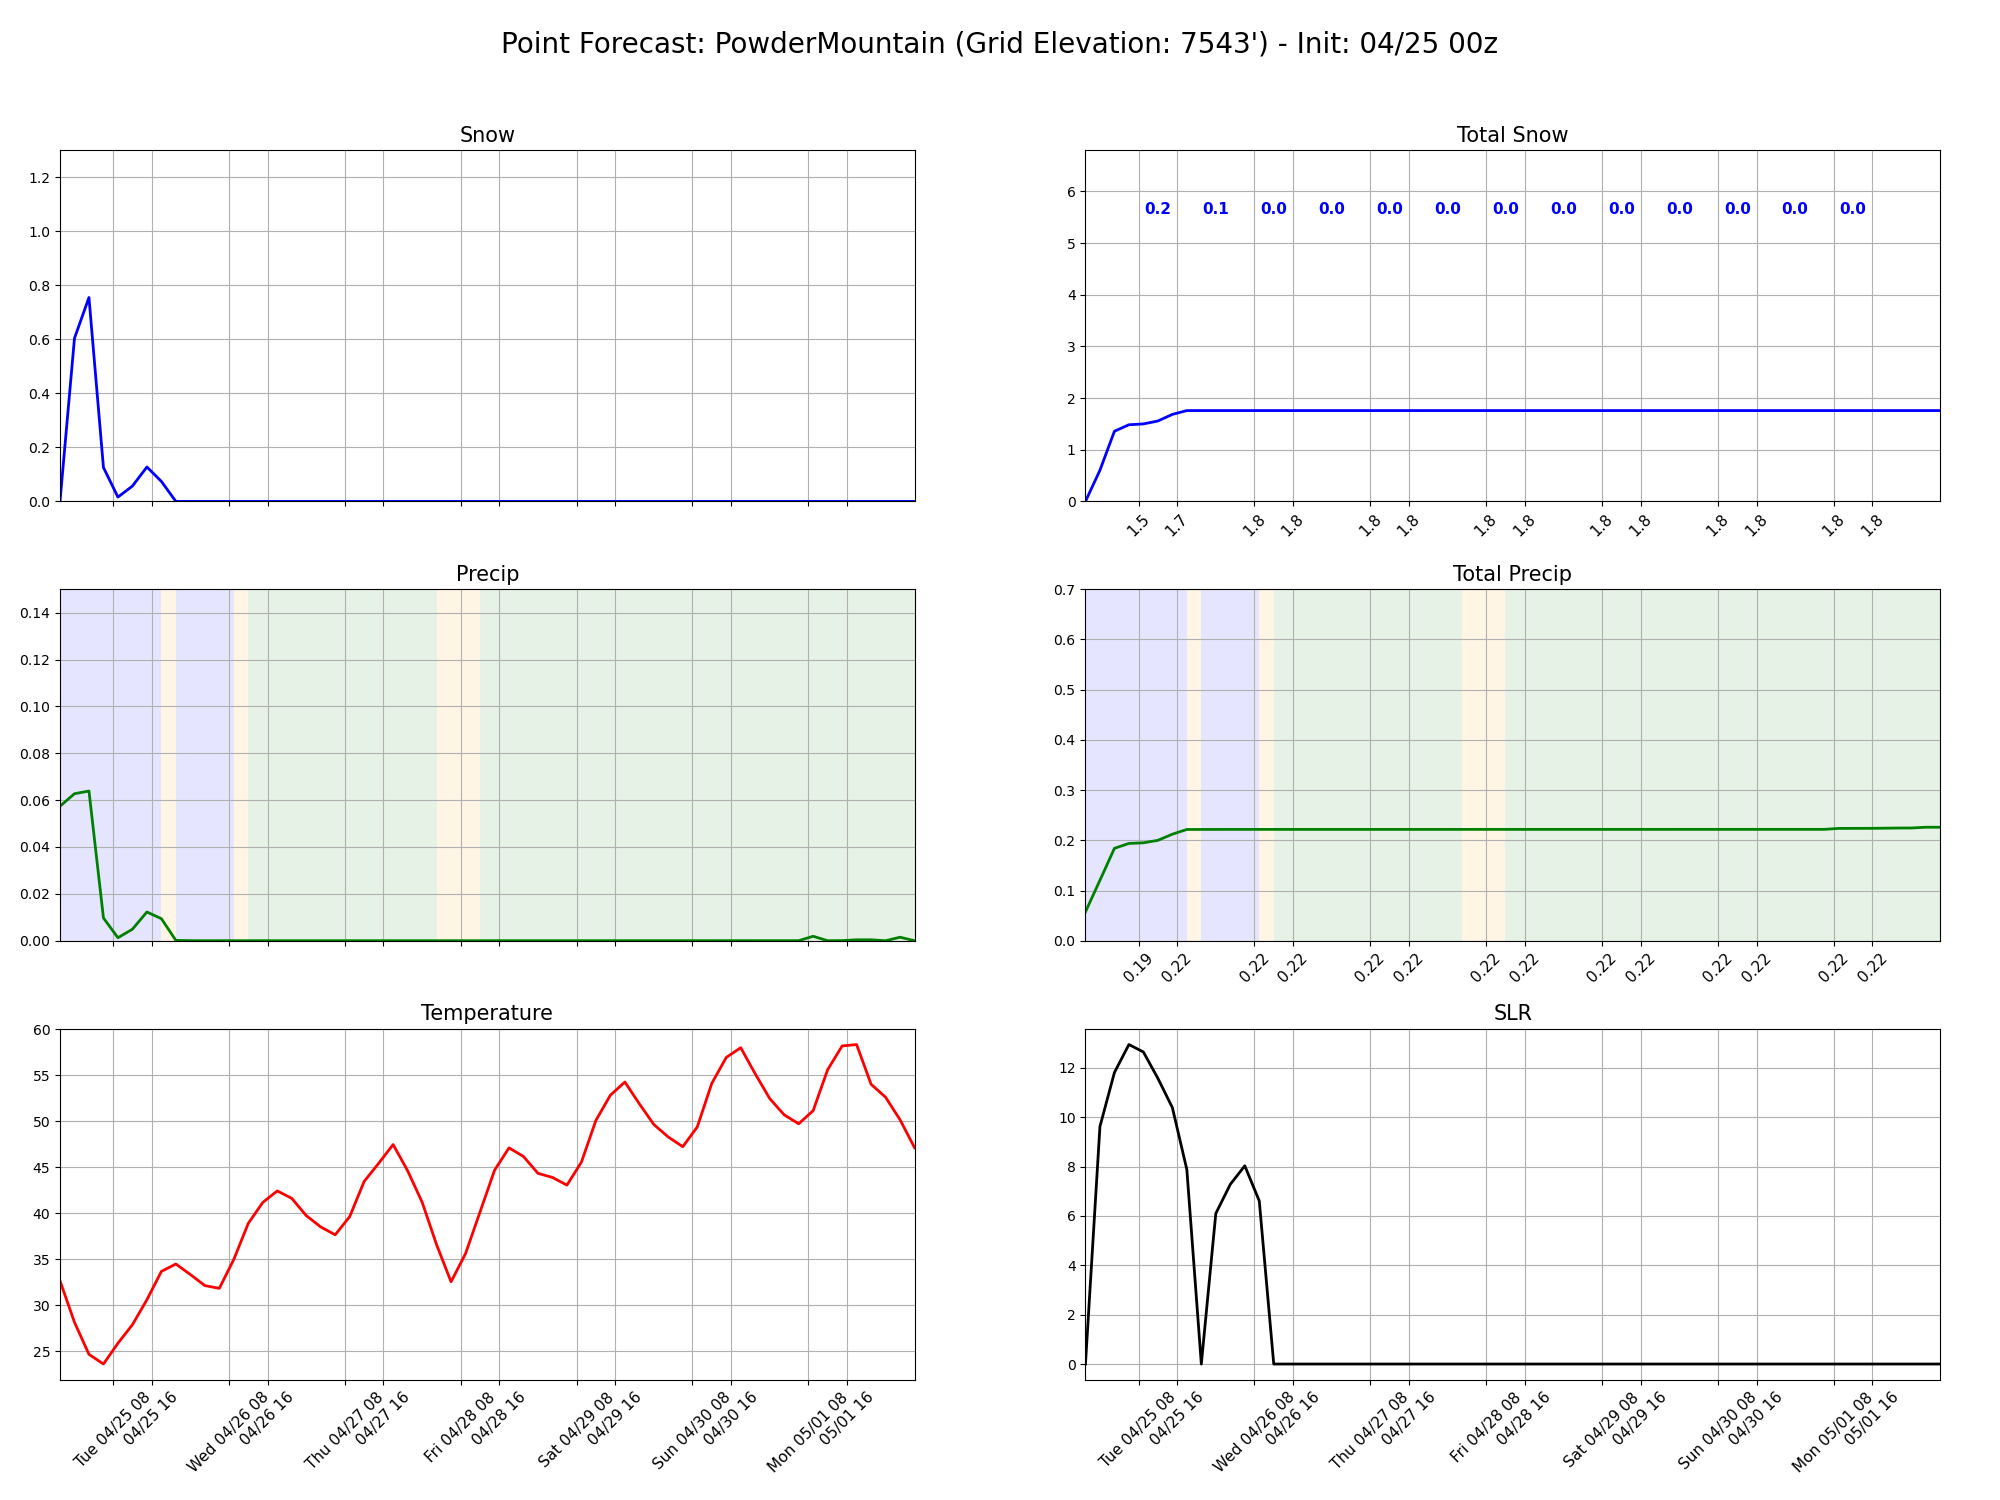 Point Forecast: PowderMountain (Grid Elevation: 7543') - Init: 04/25 00z
Snow
1.2
1.0
0.8
0.6
0.4
0.2
0.0
Total Snow
6
5
4
3
2
1
0
0.2 0.1 0.0 0.0 0.0 0.0 0.0 0.0 0.0 0.0 0.0 0.0 0.0
1.5 1.7 1.8 1.8 1.8 1.8 1.8 1.8 1.8 1.8 1.8 1.8 1.8 1.8
Precip
0.14
0.12
0.10
0.08
0.06
0.04
0.02
0.00
Total Precip
0.7
0.6
0.5
0.4
0.3
0.2
0.1
0.0
0.19 0.22 0.22 0.22 0.22 0.22 0.22 0.22 0.22 0.22 0.22 0.22 0.22 0.22
Temperature
60
55
50
45
40
35
30
25
Tue 04/25 08
04/25 16
Wed 04/26 08
04/26 16
Thu 04/27 08
04/27 16
Fri 04/28 08
04/28 16
Sat 04/29 08
04/29 16
Sun 04/30 08
04/30 16
Mon 05/01 08
05/01 16
SLR
12
10
8
6
4
2
0
Tue 04/25 08
04/25 16
Wed 04/26 08
04/26 16
Thu 04/27 08
04/27 16
Fri 04/28 08
04/28 16
Sat 04/29 08
04/29 16
Sun 04/30 08
04/30 16
Mon 05/01 08
05/01 16